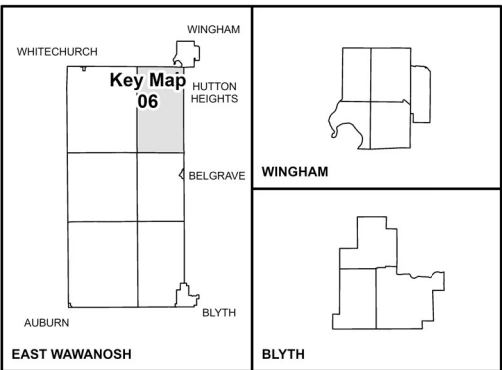 WINGHAM
WHITECHURCH
Key Map
06
HUTTON
HEIGHTS
BELGRAVE
BLYTH
AUBURN
EAST WAWANOSH
WINGHAM
BLYTH